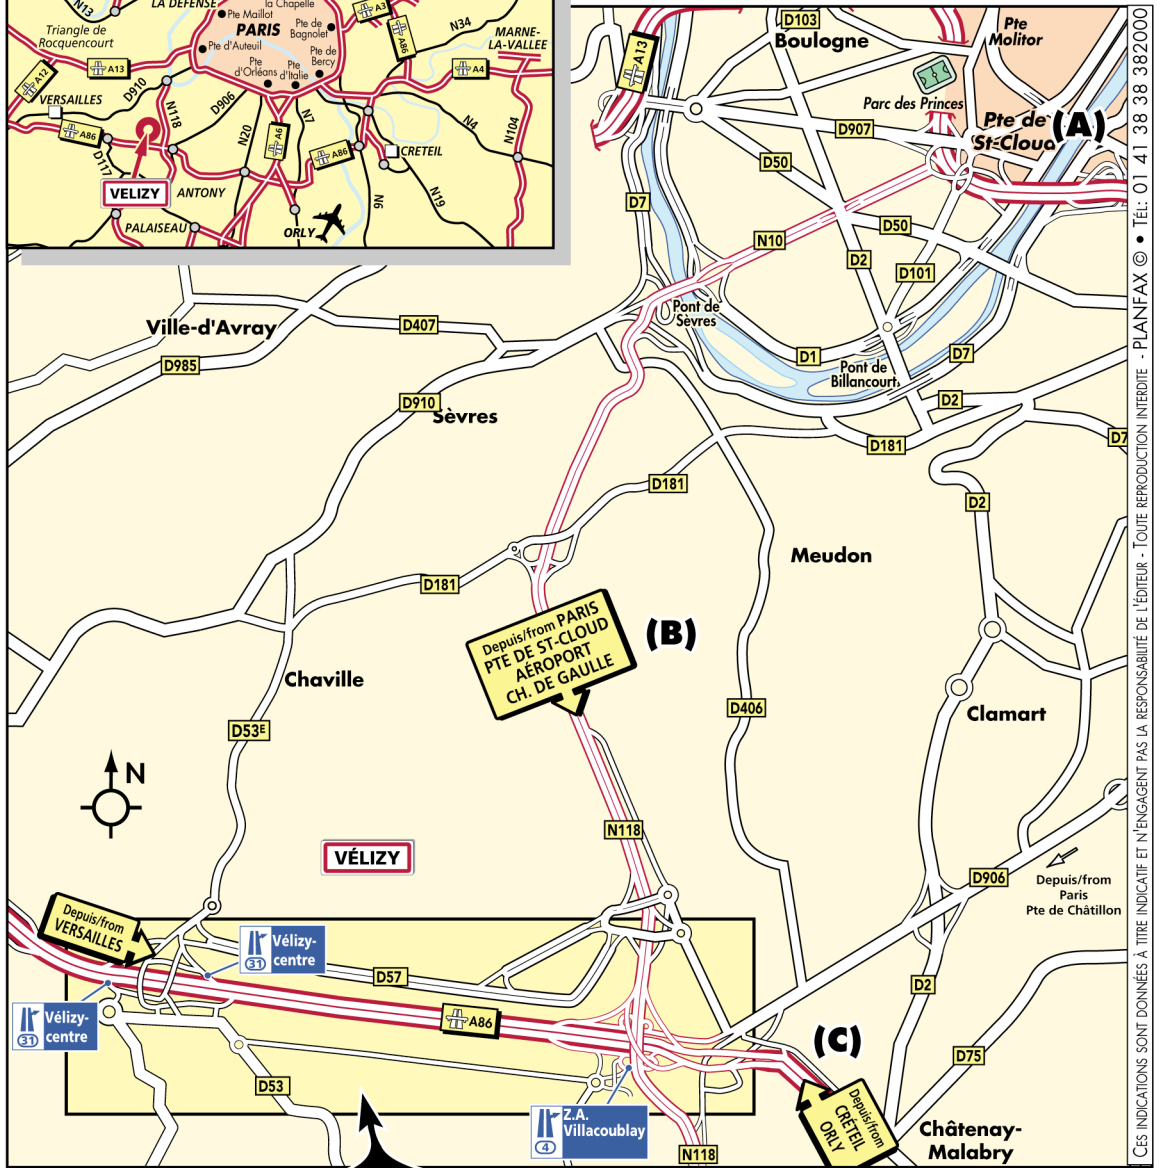 N13
LA DÉFENSE
la Chapelle
Pte Maillot
PARIS
Pte de
Bagnolet
A3
A86
N34
MARNE-
LA-VALLEE
Triangle de
Rocquencourt
Pte d'Auteuil
Pte de
Bercy
A13
Pte
d'Orléans
Pte
d'Italie
A4
A12
D910
VERSAILLES
N118
D906
N7
N4
N104
A86
N20
A6
A86
CRETEIL
D117
VELIZY
ANTONY
N19
N6
PALAISEAU
ORLY
D103
Boulogne
Pte
Molitor
A13
Parc des Princes
D907
Pte de
St-Cloud
(A)
D50
D7
D50
N10
D2
D101
Pont de
Sèvres
Ville-d'Avray
D407
D985
D1
D7
Pont de
Billancourt
D910
Sèvres
D2
D181
D7
D181
D2
Meudon
D181
Depuis/from PARIS
PTE DE ST-CLOUD
AÉROPORT
CH. DE GAULLE
(B)
Chaville
D406
Clamart
D53E
N
N118
VÉLIZY
D906
Depuis/from
Paris
Pte de Châtillon
Depuis/from
VERSAILLES
31
Vélizy-
centre
D57
D2
31
Vélizy-
centre
A86
(C)
D75
D53
4
Z.A.
Villacoublay
Depuis/from
CRÉTEIL
ORLY
Châtenay-
Malabry
N118
CES INDICATIONS SONT DONNÉES À TITRE INDICATIF ET N'ENGAGENT PAS LA RESPONSABILITÉ DE L'ÉDITEUR - TOUTE REPRODUCTION INTERDITE - PLANFAX © • TÉL: 01 41 38 38 382000